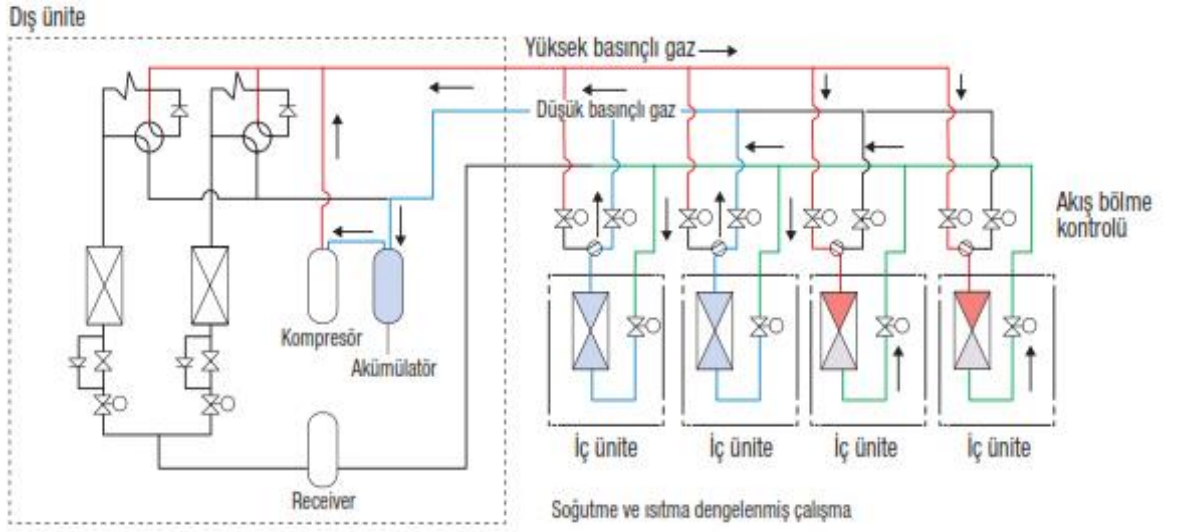 Dış ünite
Yüksek basınçlı gaz
Düşük basınçlı gaz
Akış bölme
kontrolü
Kompresör
Akümülatör
Receiver
İç ünite
İç ünite
İç ünite
İç ünite
Soğutme ve ısıtma dengelenmiş çalışma